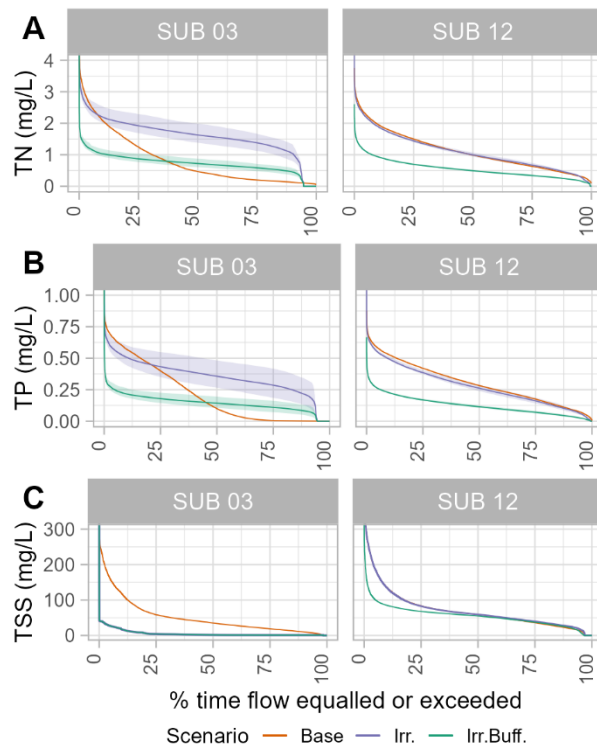 A
SUB 03 SUB 12
TN (mg/L)
4
3
2
1
0
0 25 50 75 100 0 25 50 75 100
B
SUB 03 SUB 12
TP (mg/L)
1.00
0.75
0.50
0.25
0.00
0 25 50 75 100 0 25 50 75 100
C
SUB 03 SUB 12
TSS (mg/L)
300
200
100
0
0 25 50 75 100 0 25 50 75 100
% time flow equalled or exceeded
Scenario Base Irr. Irr.Buff.